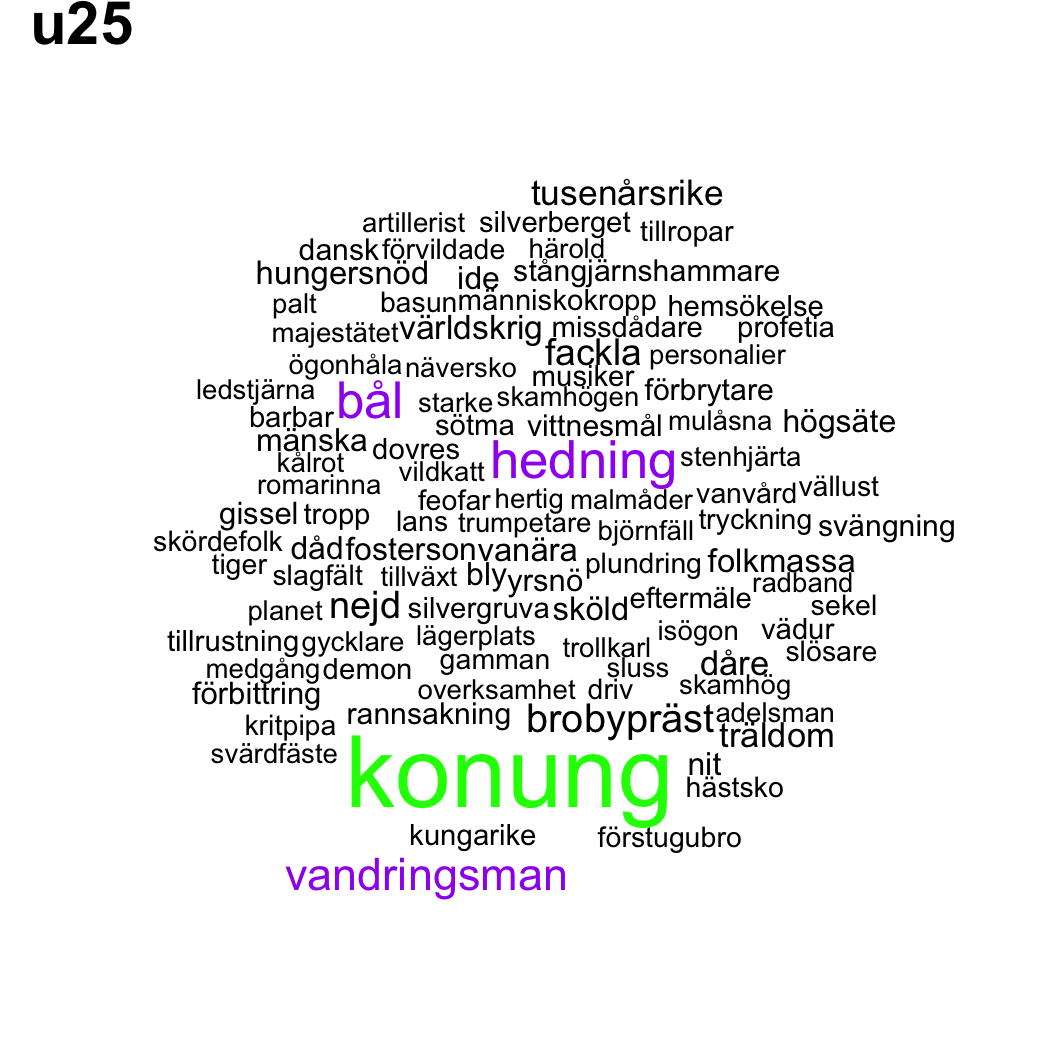 u25
tusenårsrike
artillerist silverberget tillropar
dansk förvildade härold
hungersnöd ide stångjärnshammare
palt basun människokropp hemsökelse
majestätet världskrig missdådare profetia
ögonhåla näversko fackla personalier
musiker
ledstjärna bål starke skamhögen förbrytare
barbar sötma vittnesmål mulåsna högsäte
mänska dovres hedning stenhjärta
kålrot vildkatt
romarinna feofar hertig malmåder vanvård vällust
gissel tropp lans trumpetare björnfäll tryckning svängning
skördefolk dåd fosterson vanära plundring folkmassa
tiger slagfält tillväxt bly yrsnö radband
planet nejd silvergruva sköld eftermäle sekel
tillrustning gycklare lägerplats trollkarl isögon vädur
medgång demon gamman sluss dåre slösare
förbittring overksamhet driv skamhög
kritpipa rannsakning brobypräst adelsman
träldom
svärdfäste konung nit
hästsko
kungarike förstugubro
vandringsman